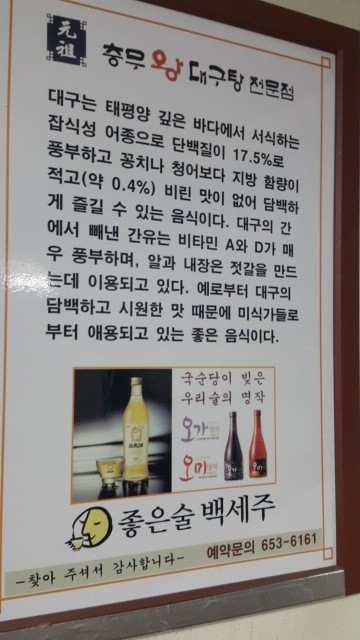 元祖
충무 왕 대구탕 전문점
대구는 태평양 깊은 바다에서 서식하는
잡식성 어종으로 단백질이 17.5%로
풍부하고 꽁치나 청어보다 지방 함량이
적고(약 0.4%) 비린 맛이 없어 담백하
게 즐길 수 있는 음식이다. 대구의 간
에서 빼낸 간유는 비타민 A와 D가 매
우 풍부하며, 알과 내장은 젓갈을 만드
는데 이용되고 있다. 예로부터 대구의
담백하고 시원한 맛 때문에 미식가들로
부터 애용되고 있는 좋은 음식이다.
국순당이 빚은
우리술의 명작
오가
오미
좋은술 백세주
-찾아 주셔서 감사합니다-
예약문의 653-6161